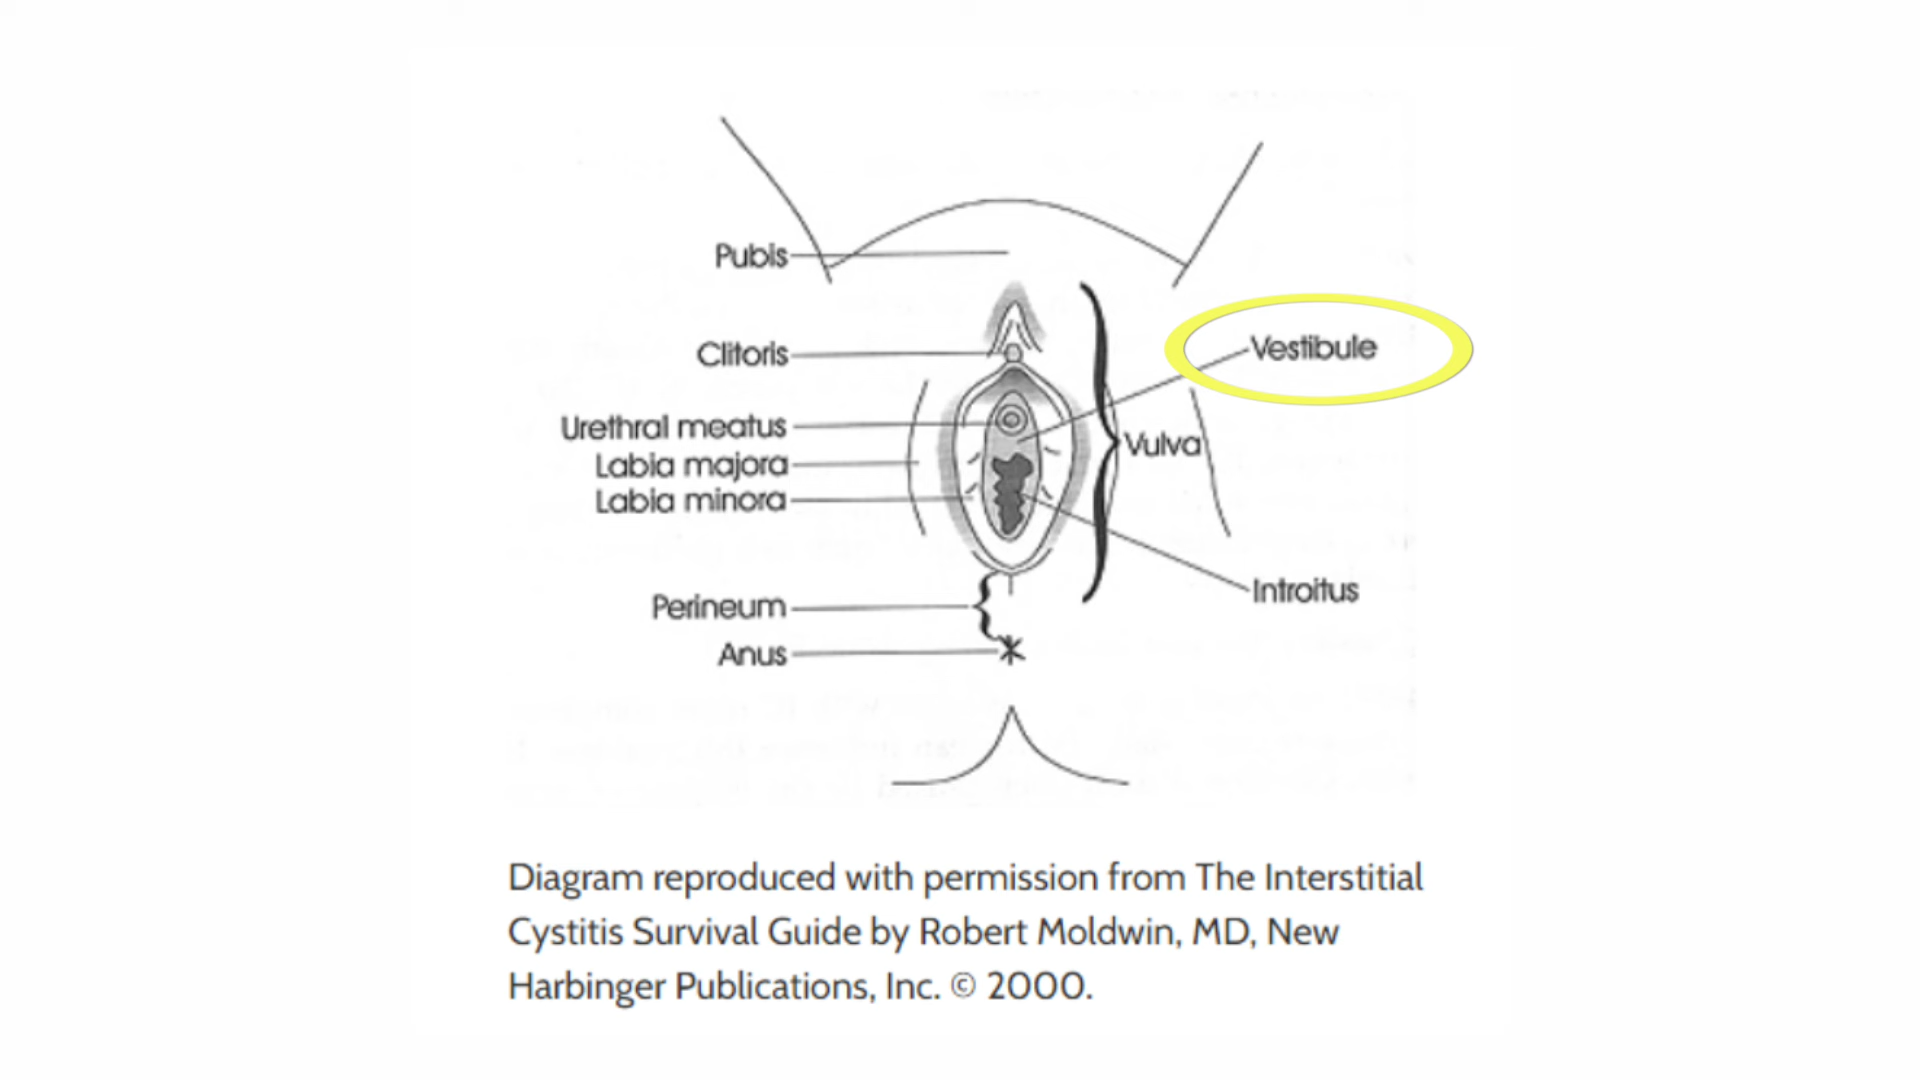 Pubis
Clitoris
Vestibule
Urethral meatus
Vulva
Labia majora
Labia minora
Introitus
Perineum
Anus
Diagram reproduced with permission from The Interstitial
Cystitis Survival Guide by Robert Moldwin, MD, New
Harbinger Publications, Inc. © 2000.